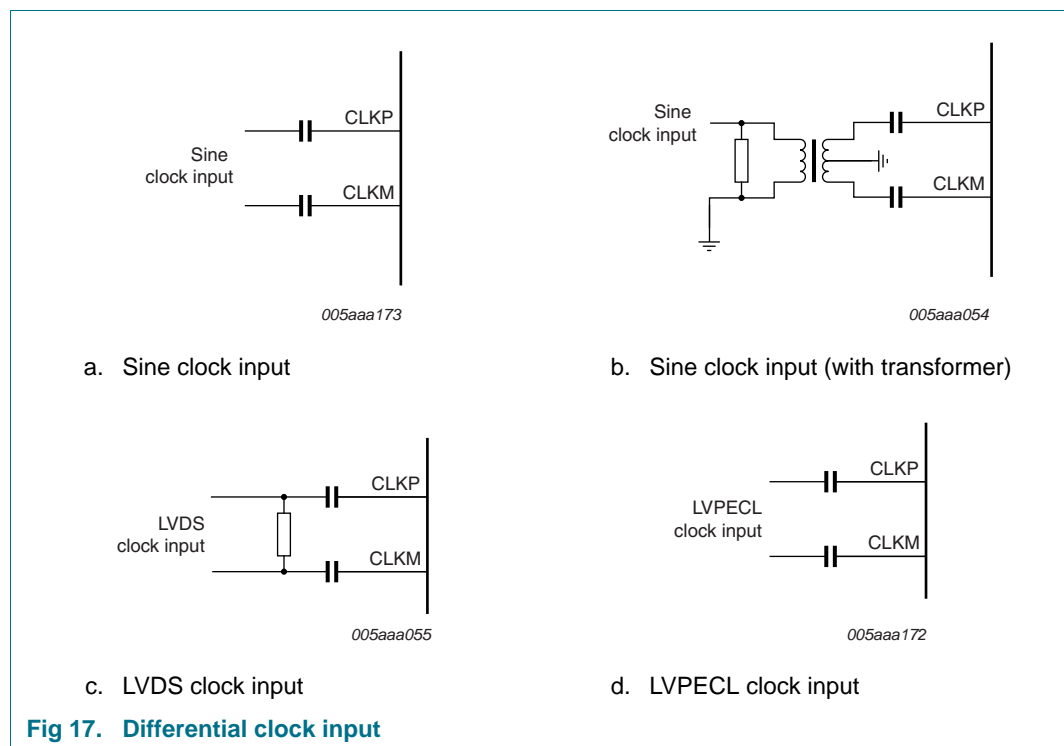 CLKP
Sine
clock input
CLKM
005aaa173
a. Sine clock input
Sine
clock input
CLKP
CLKM
005aaa054
b. Sine clock input (with transformer)
LVDS
clock input
CLKP
CLKM
005aaa055
c. LVDS clock input
LVPECL
clock input
CLKP
CLKM
005aaa172
d. LVPECL clock input
Fig 17. Differential clock input